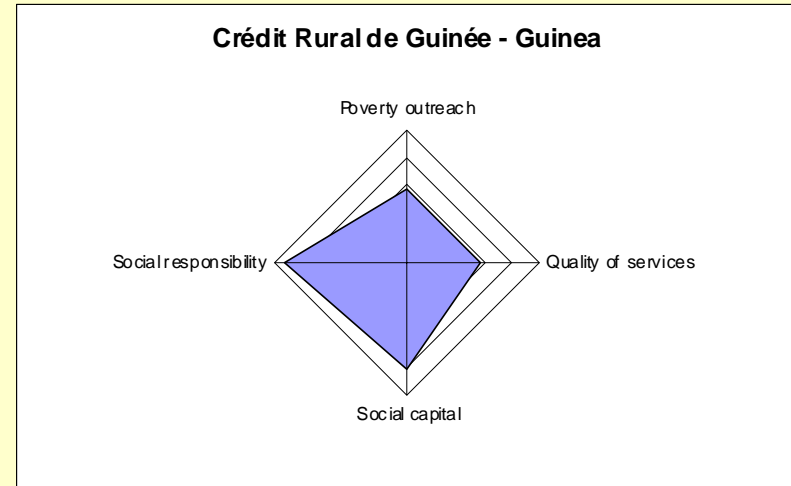 Crédit Rural de Guinée - Guinea
Poverty outreach
Social responsibility
Quality of services
Social capital